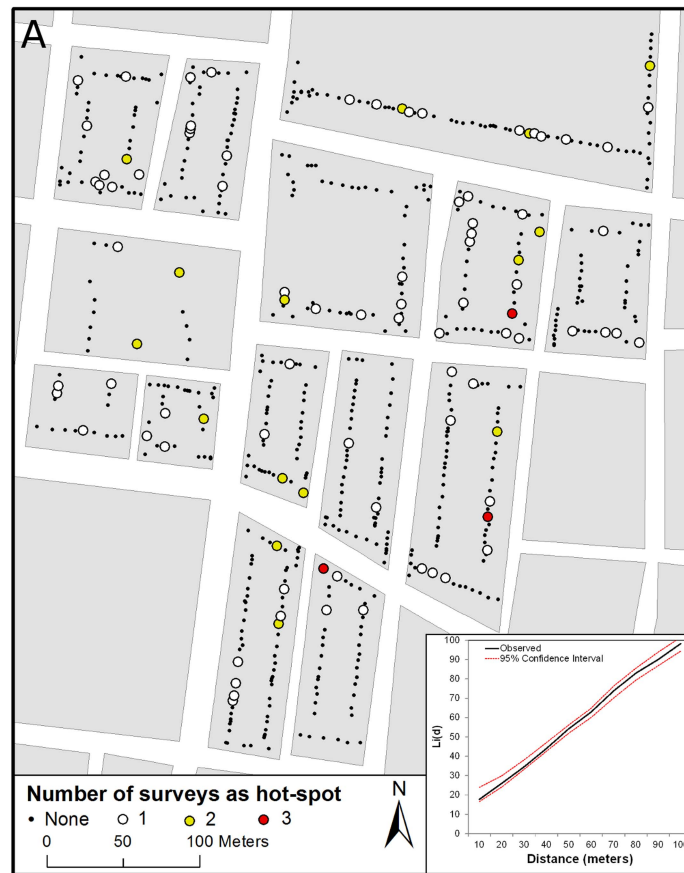 A
Number of surveys as hot-spot
None 1 2 3
0 50 100 Meters
N
Observed
95% Confidence Interval
Li(d)
100
90
80
70
60
50
40
30
20
10
0
10 20 30 40 50 60 70 80 90 100
Distance (meters)